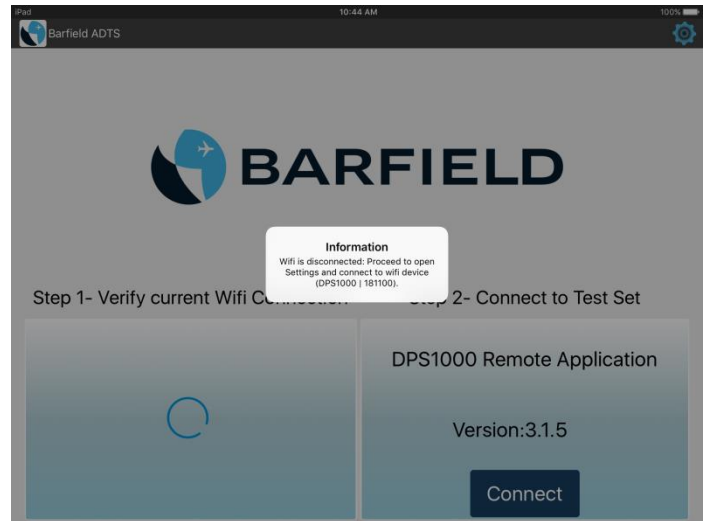 iPad
10:44 AM
100%
Barfield ADTS
BARFIELD
Information
Wifi is disconnected: Proceed to open
Settings and connect to wifi device
(DPS1000 | 181100).
Step 1- Verify current Wifi Connection
Step 2- Connect to Test Set
DPS1000 Remote Application
Version:3.1.5
Connect